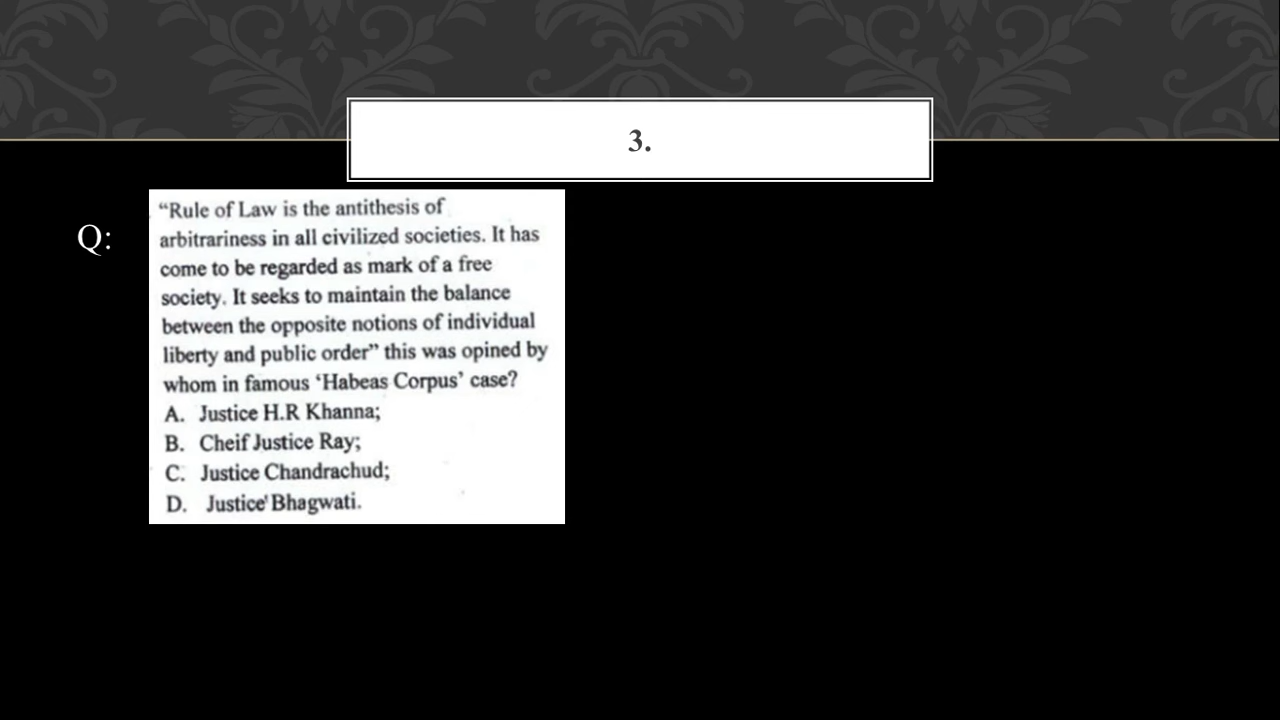 3.
Q:
“Rule of Law is the antithesis of
arbitrariness in all civilized societies. It has
come to be regarded as mark of a free
society. It seeks to maintain the balance
between the opposite notions of individual
liberty and public order” this was opined by
whom in famous ‘Habeas Corpus’ case?
A. Justice H.R Khanna;
B. Cheif Justice Ray;
C. Justice Chandrachud;
D. Justice' Bhagwati.